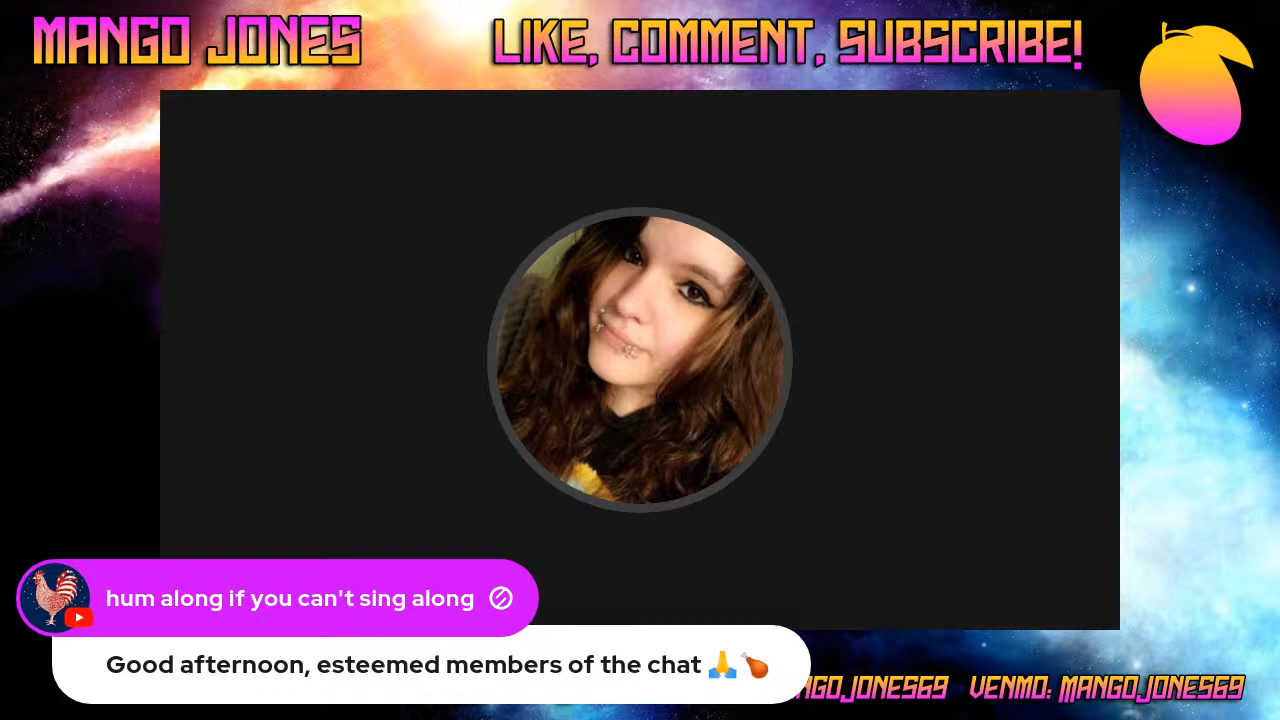 MANGO JONES
LIKE, COMMENT, SUBSCRIBE!
hum along if you can't sing along
Good afternoon, esteemed members of the chat 🙏🍗
NGOJONES69 VENMO: MANGOJONES69